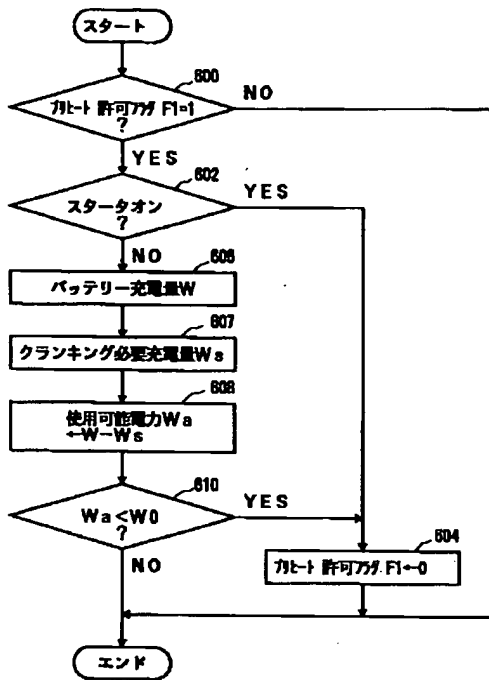 スタート
600
プリヒート 許可フラグ F1=1
?
NO
YES
602
スタータオン
?
YES
NO
606
バッテリー充電量W
607
クランキング必要充電量Ws
608
使用可能電力Wa
←W−Ws
610
Wa<W0
?
YES
NO
604
プリヒート 許可フラグ F1←0
エンド